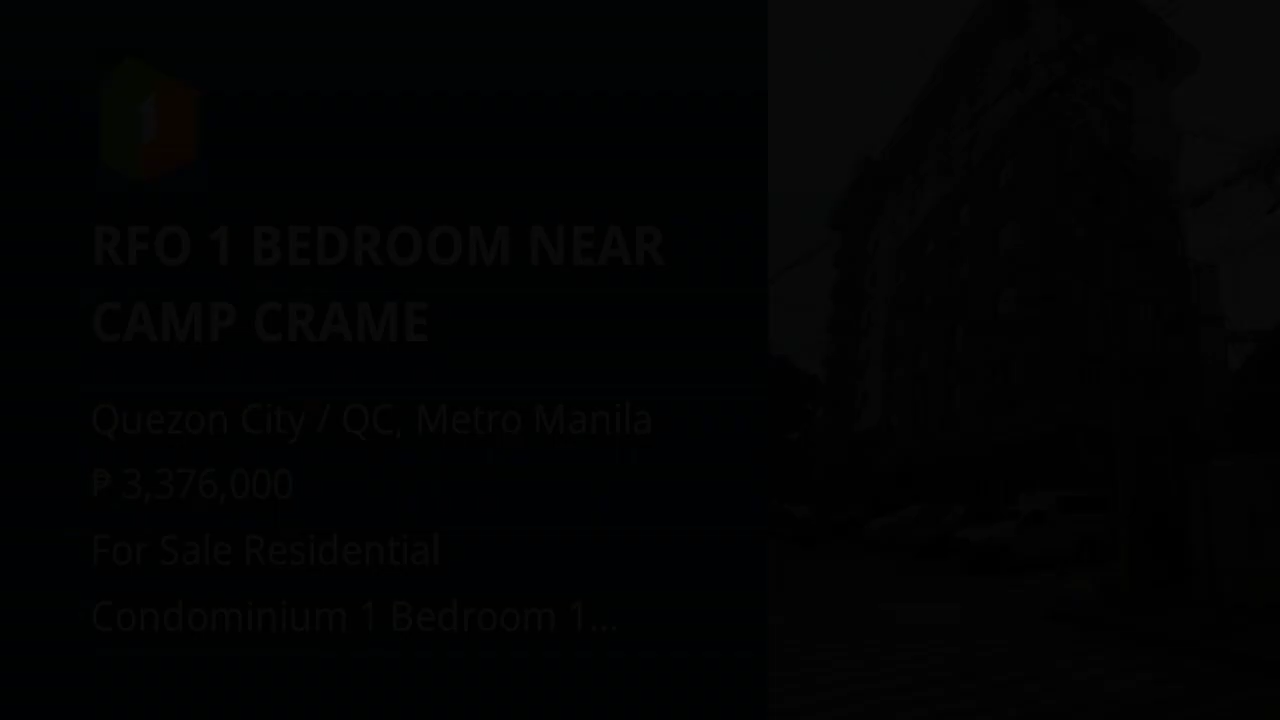 RFO 1 BEDROOM NEAR
CAMP CRAME
Quezon City / QC, Metro Manila
₱ 3,376,000
For Sale Residential
Condominium 1 Bedroom 1...